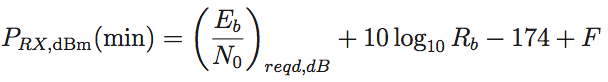 P_{RX,dBm}(min) = (E_b/N_0)_{reqd,dB} + 10 log_{10} R_b − 174 + F